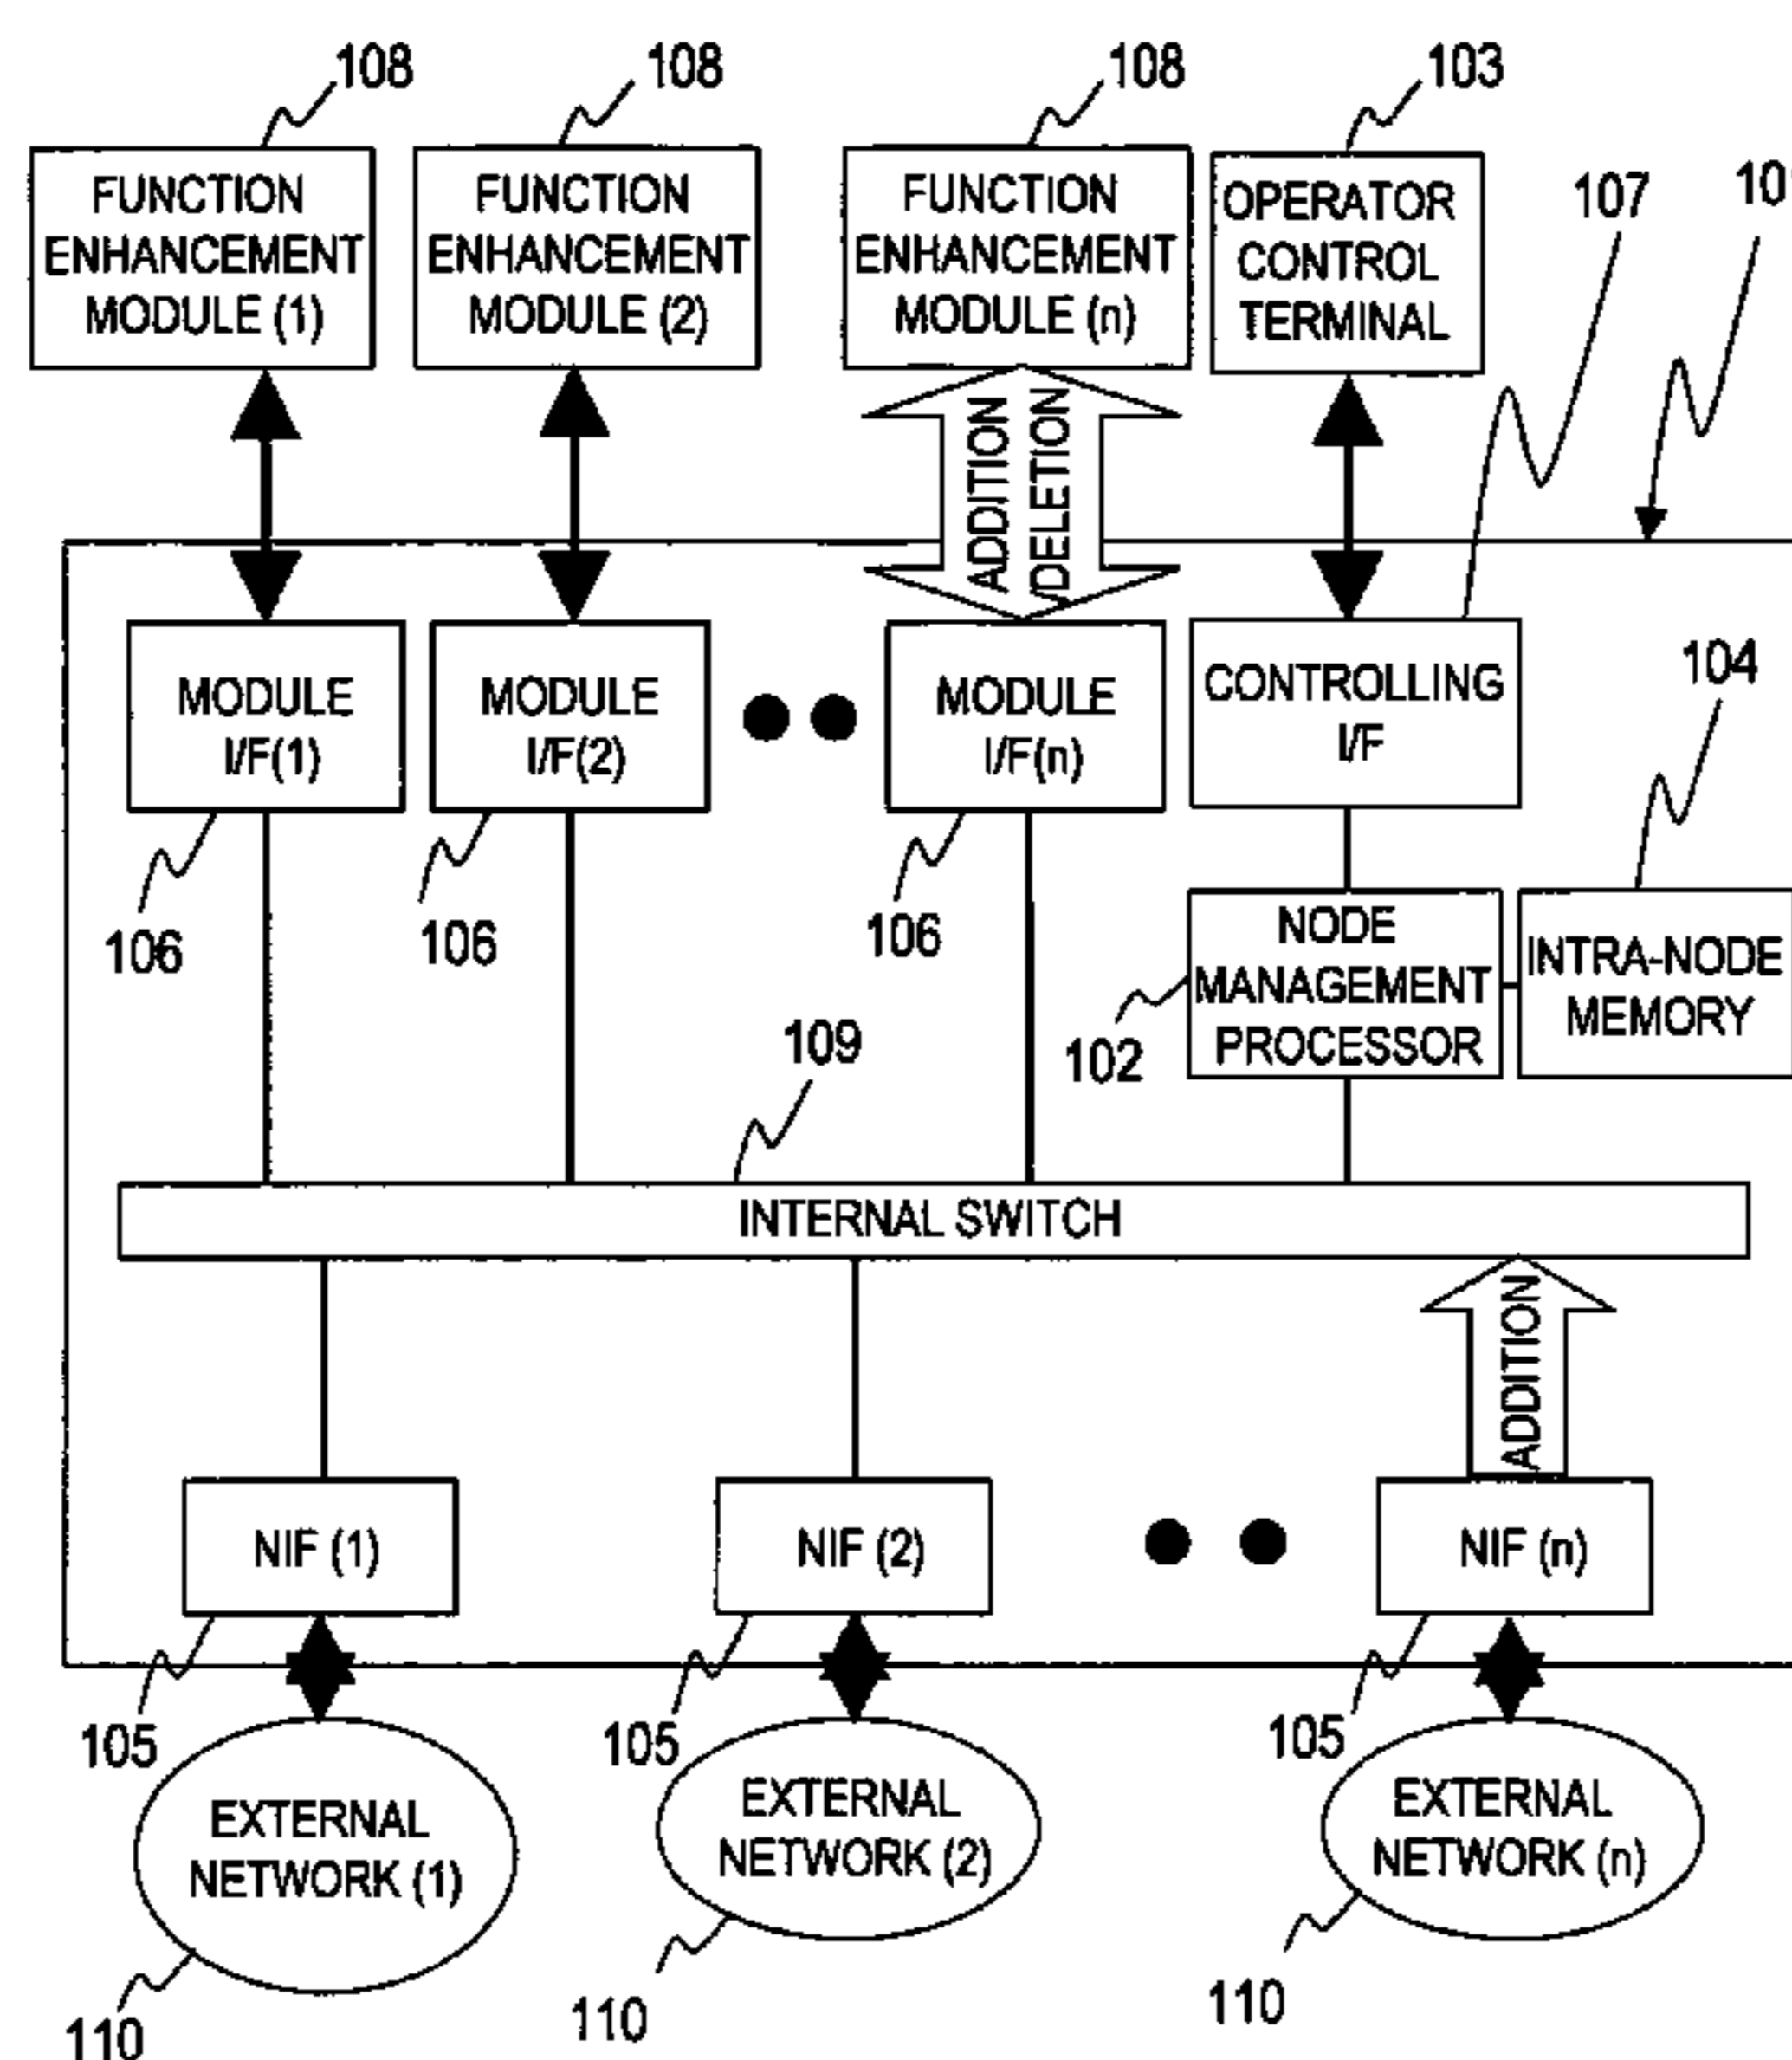 108
108
108
103
107
10
FUNCTION
ENHANCEMENT
MODULE (1)
FUNCTION
ENHANCEMENT
MODULE (2)
FUNCTION
ENHANCEMENT
MODULE (n)
OPERATOR
CONTROL
TERMINAL
ADDITION
/DELETION
MODULE
I/F(1)
MODULE
I/F(2)
MODULE
I/F(n)
CONTROLLING
I/F
104
106
106
106
NODE
MANAGEMENT
PROCESSOR
INTRA-NODE
MEMORY
102
109
INTERNAL SWITCH
ADDITION
NIF (1)
NIF (2)
NIF (n)
105
105
105
EXTERNAL
NETWORK (1)
EXTERNAL
NETWORK (2)
EXTERNAL
NETWORK (n)
110
110
110